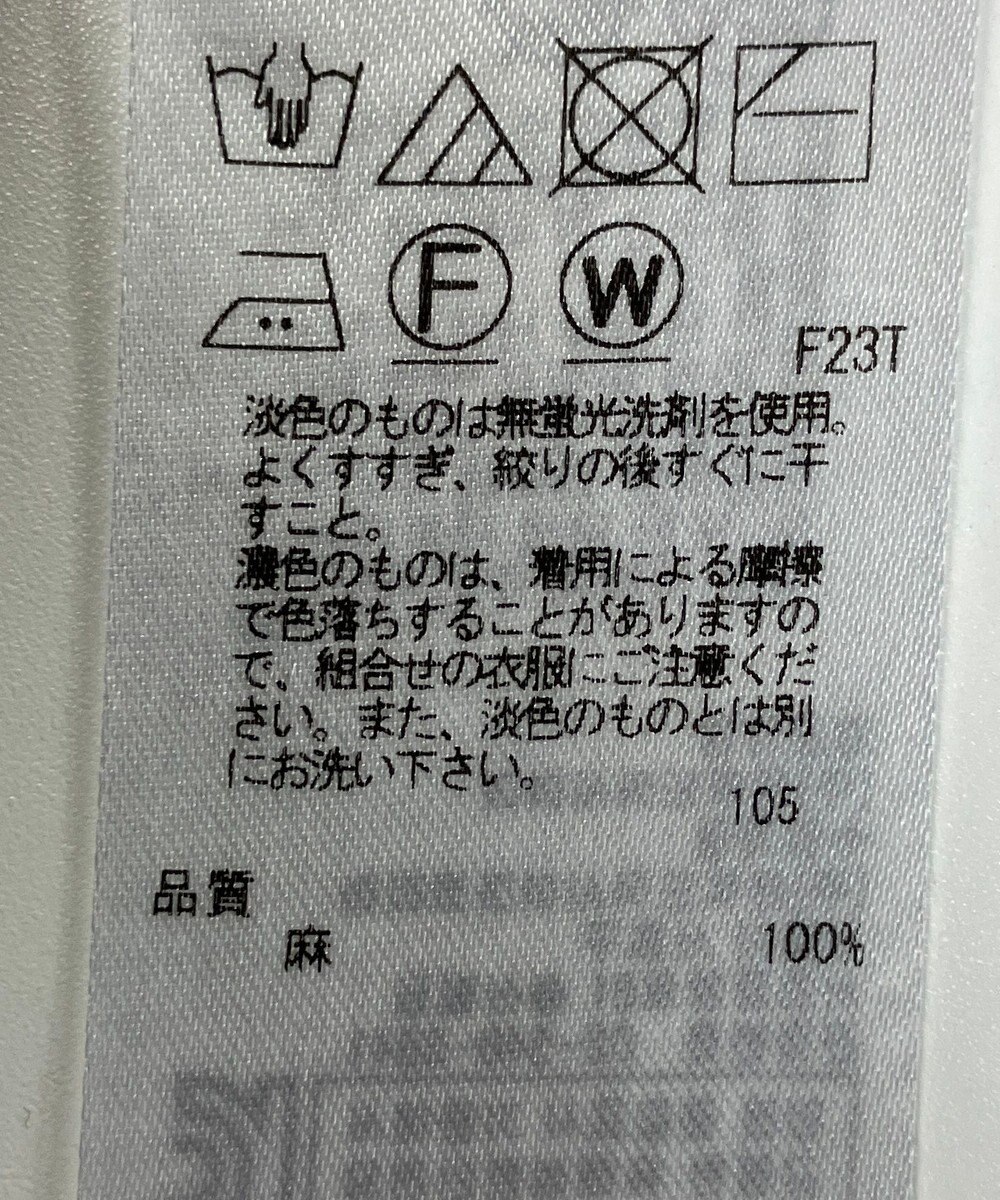 F
W
F23T
淡色のものは無蛍光洗剤を使用。
よくすすぎ、絞りの後すぐに干
すこと。
濃色のものは、着用による摩擦
で色落ちすることがありますの
で、組合せの衣服にご注意くだ
さい。また、淡色のものとは別
にお洗い下さい。
105
品質
麻 100%